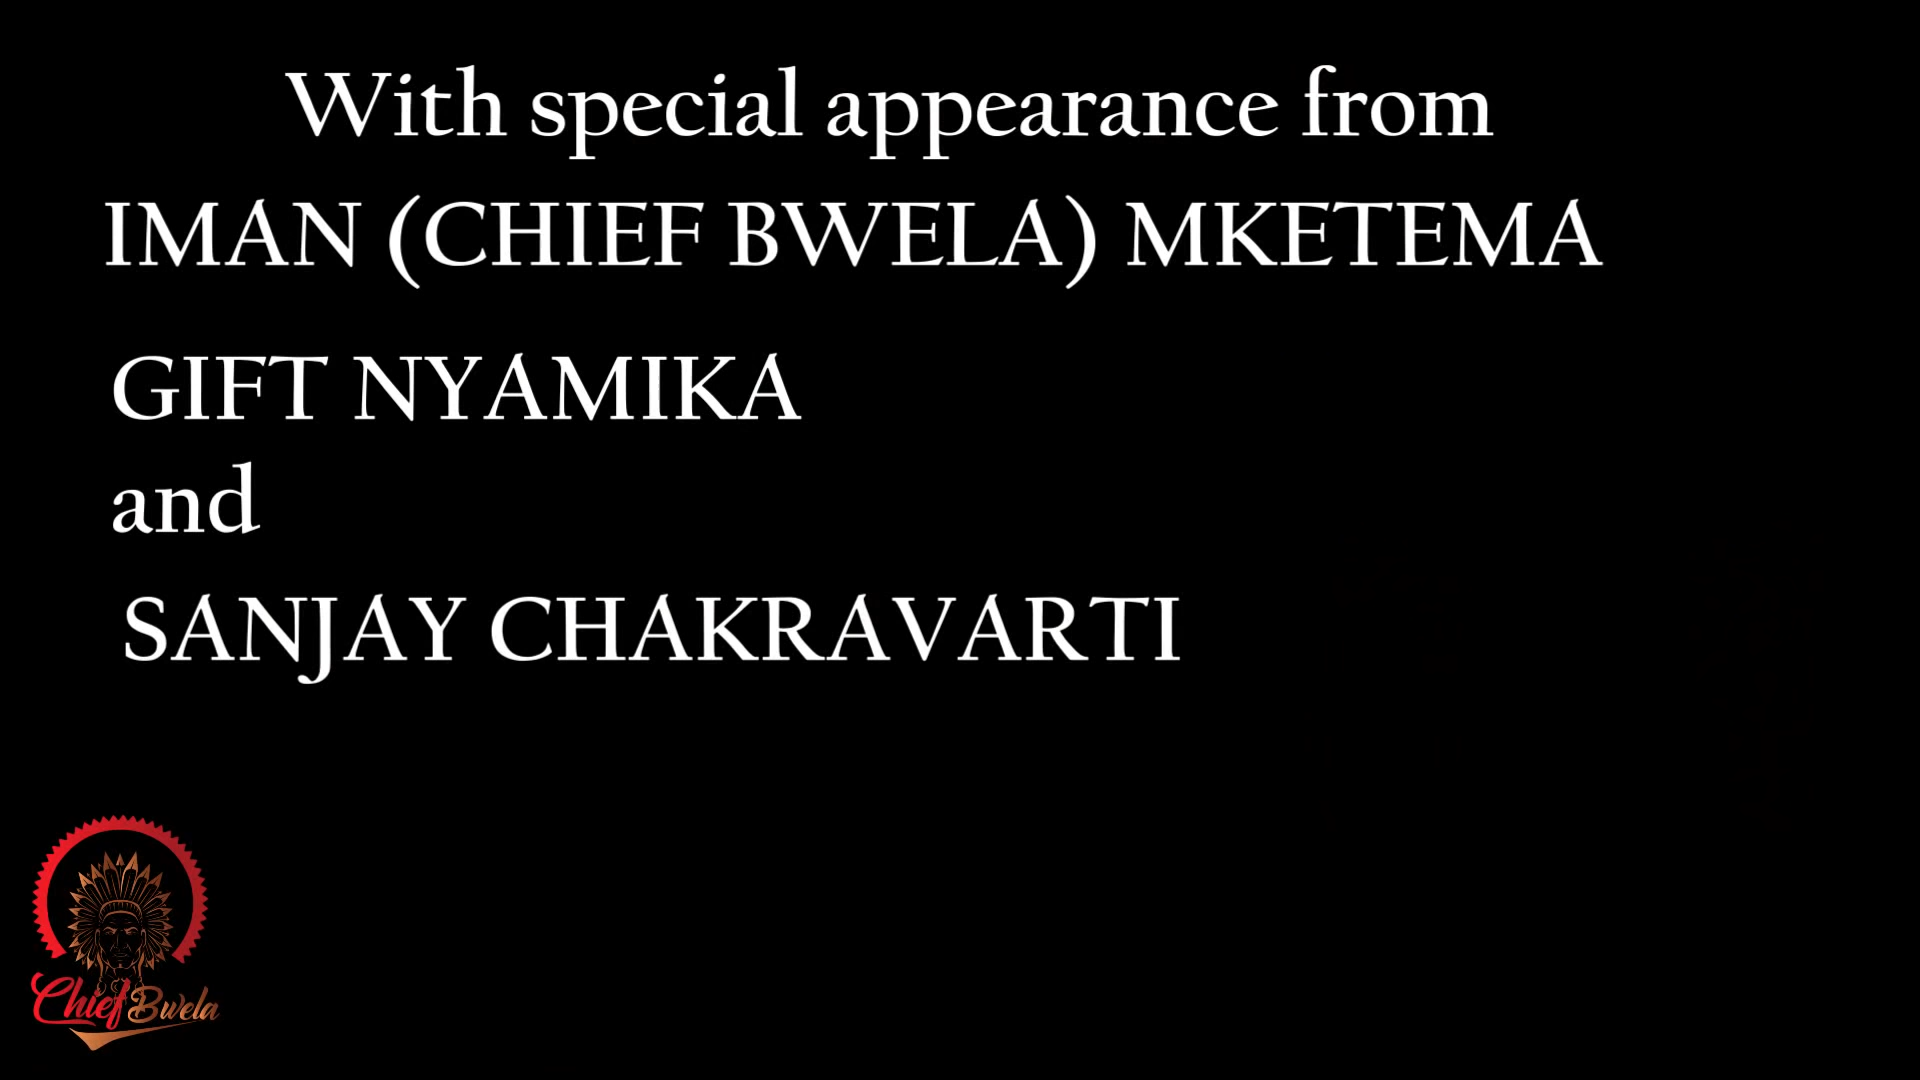 With special appearance from
IMAN (CHIEF BWELA) MKETEMA
GIFT NYAMIKA
and
SANJAY CHAKRAVARTI
Chief Bwela